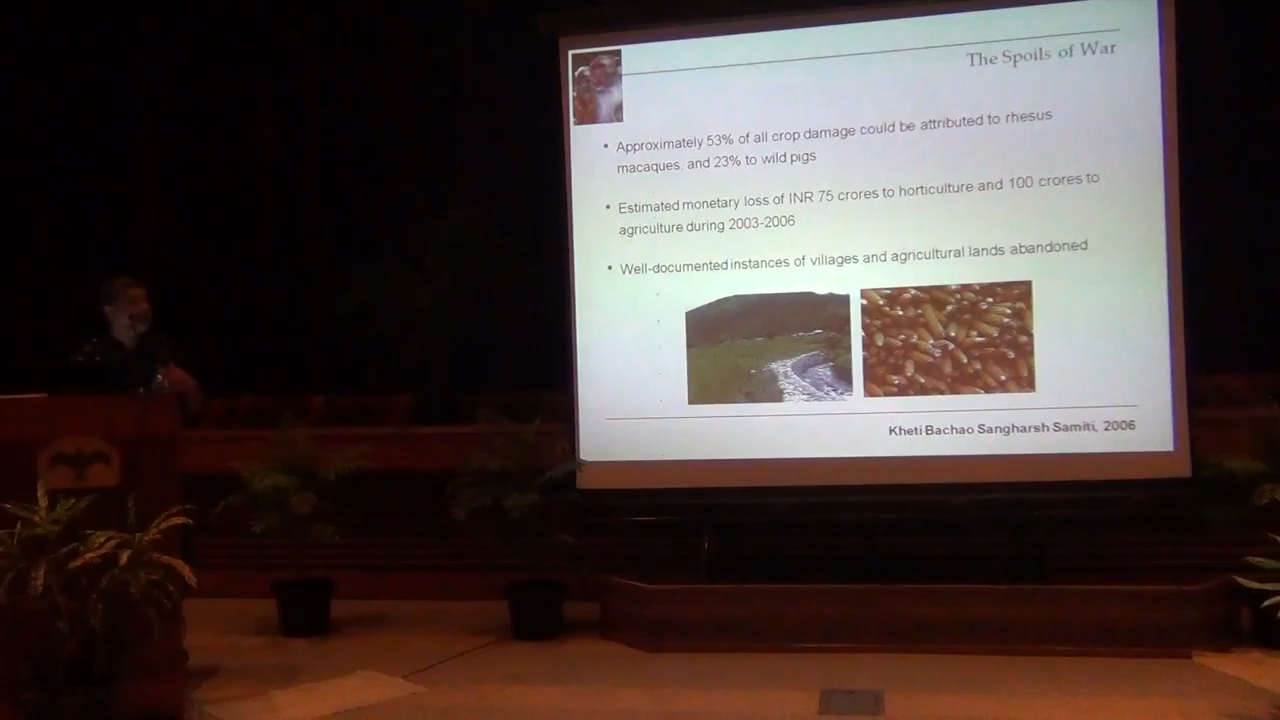 The Spoils of War
• Approximately 53% of all crop damage could be attributed to rhesus
macaques, and 23% to wild pigs
• Estimated monetary loss of INR 75 crores to horticulture and 100 crores to
agriculture during 2003-2006
• Well-documented instances of villages and agricultural lands abandoned
Kheti Bachao Sangharsh Samiti, 2006